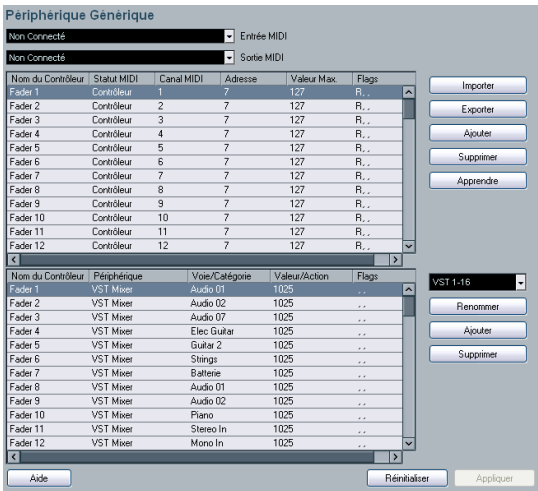 Périphérique Générique
Non Connecté Entrée MIDI
Non Connecté Sortie MIDI
Nom du Contrôleur Statut MIDI Canal MIDI Adresse Valeur Max. Flags
Fader 1 Contrôleur 1 7 127 R, ,
Fader 2 Contrôleur 2 7 127 R, ,
Fader 3 Contrôleur 3 7 127 R, ,
Fader 4 Contrôleur 4 7 127 R, ,
Fader 5 Contrôleur 5 7 127 R, ,
Fader 6 Contrôleur 6 7 127 R, ,
Fader 7 Contrôleur 7 7 127 R, ,
Fader 8 Contrôleur 8 7 127 R, ,
Fader 9 Contrôleur 9 7 127 R, ,
Fader 10 Contrôleur 10 7 127 R, ,
Fader 11 Contrôleur 11 7 127 R, ,
Fader 12 Contrôleur 12 7 127 R, ,
Importer
Exporter
Ajouter
Supprimer
Apprendre
Nom du Contrôleur Périphérique Voie/Catégorie Valeur/Action Flags
Fader 1 VST Mixer Audio 01 1025 , ,
Fader 2 VST Mixer Audio 02 1025 , ,
Fader 3 VST Mixer Audio 07 1025 , ,
Fader 4 VST Mixer Elec Guitar 1025 , ,
Fader 5 VST Mixer Guitar 2 1025 , ,
Fader 6 VST Mixer Strings 1025 , ,
Fader 7 VST Mixer Batterie 1025 , ,
Fader 8 VST Mixer Audio 01 1025 , ,
Fader 9 VST Mixer Audio 02 1025 , ,
Fader 10 VST Mixer Piano 1025 , ,
Fader 11 VST Mixer Stereo In 1025 , ,
Fader 12 VST Mixer Mono In 1025 , ,
VST 1-16
Renommer
Ajouter
Supprimer
Aide Réinitialiser Appliquer